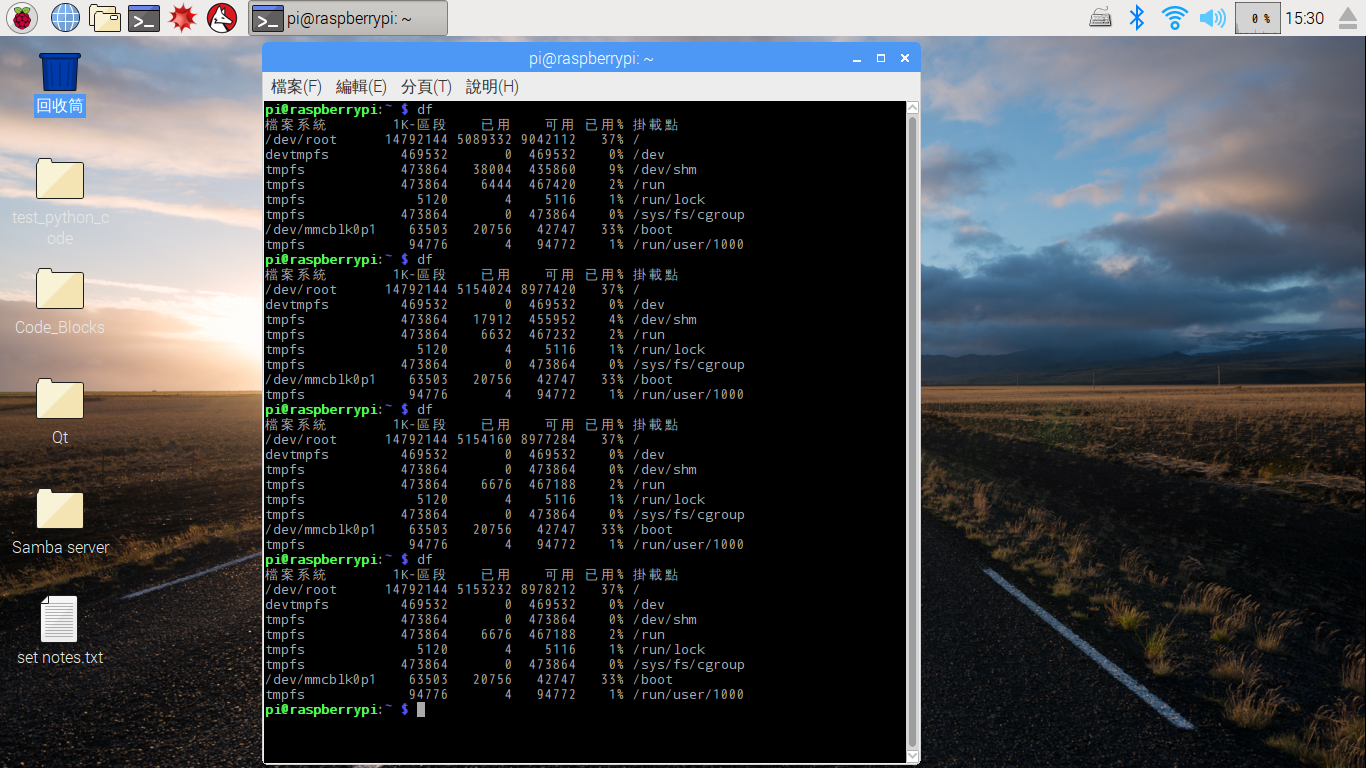 pi@raspberrypi: ~
0 %
15:30
回收筒
test_python_c
ode
Code_Blocks
Qt
Samba server
set notes.txt
pi@raspberrypi: ~
檔案(F) 編輯(E) 分頁(T) 說明(H)
pi@raspberrypi:~ $ df
檔案系統 1K-區段 已用 可用 已用% 掛載點
/dev/root 14792144 5089332 9042112 37% /
devtmpfs 469532 0 469532 0% /dev
tmpfs 473864 38004 435860 9% /dev/shm
tmpfs 473864 6444 467420 2% /run
tmpfs 5120 4 5116 1% /run/lock
tmpfs 473864 0 473864 0% /sys/fs/cgroup
/dev/mmcblk0p1 63503 20756 42747 33% /boot
tmpfs 94776 4 94772 1% /run/user/1000
pi@raspberrypi:~ $ df
檔案系統 1K-區段 已用 可用 已用% 掛載點
/dev/root 14792144 5154024 8977420 37% /
devtmpfs 469532 0 469532 0% /dev
tmpfs 473864 17912 455952 4% /dev/shm
tmpfs 473864 6632 467232 2% /run
tmpfs 5120 4 5116 1% /run/lock
tmpfs 473864 0 473864 0% /sys/fs/cgroup
/dev/mmcblk0p1 63503 20756 42747 33% /boot
tmpfs 94776 4 94772 1% /run/user/1000
pi@raspberrypi:~ $ df
檔案系統 1K-區段 已用 可用 已用% 掛載點
/dev/root 14792144 5154160 8977284 37% /
devtmpfs 469532 0 469532 0% /dev
tmpfs 473864 0 473864 0% /dev/shm
tmpfs 473864 6676 467188 2% /run
tmpfs 5120 4 5116 1% /run/lock
tmpfs 473864 0 473864 0% /sys/fs/cgroup
/dev/mmcblk0p1 63503 20756 42747 33% /boot
tmpfs 94776 4 94772 1% /run/user/1000
pi@raspberrypi:~ $ df
檔案系統 1K-區段 已用 可用 已用% 掛載點
/dev/root 14792144 5153232 8978212 37% /
devtmpfs 469532 0 469532 0% /dev
tmpfs 473864 0 473864 0% /dev/shm
tmpfs 473864 6676 467188 2% /run
tmpfs 5120 4 5116 1% /run/lock
tmpfs 473864 0 473864 0% /sys/fs/cgroup
/dev/mmcblk0p1 63503 20756 42747 33% /boot
tmpfs 94776 4 94772 1% /run/user/1000
pi@raspberrypi:~ $